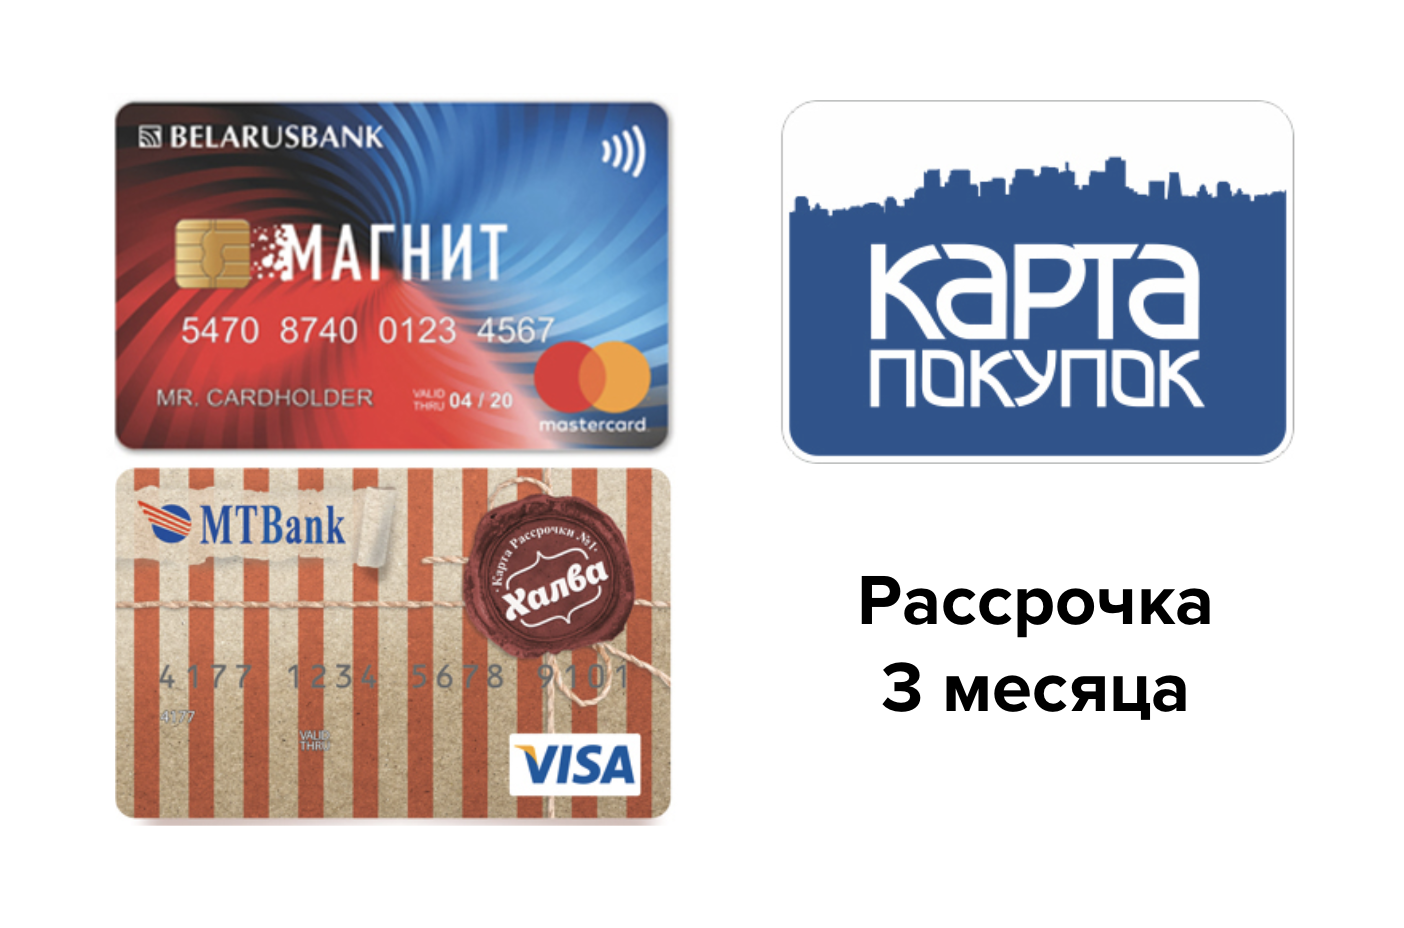 BELARUSBANK
МАГНИТ
5470 8740 0123 4567
MR. CARDHOLDER
VALID
THRU 04 / 20
mastercard
КАРТА
ПОКУПОК
MTBank
·Карта Рассрочки №1·
Халва
4177 1234 5678 9101
4177
VALID
THRU
VISA
Рассрочка
3 месяца